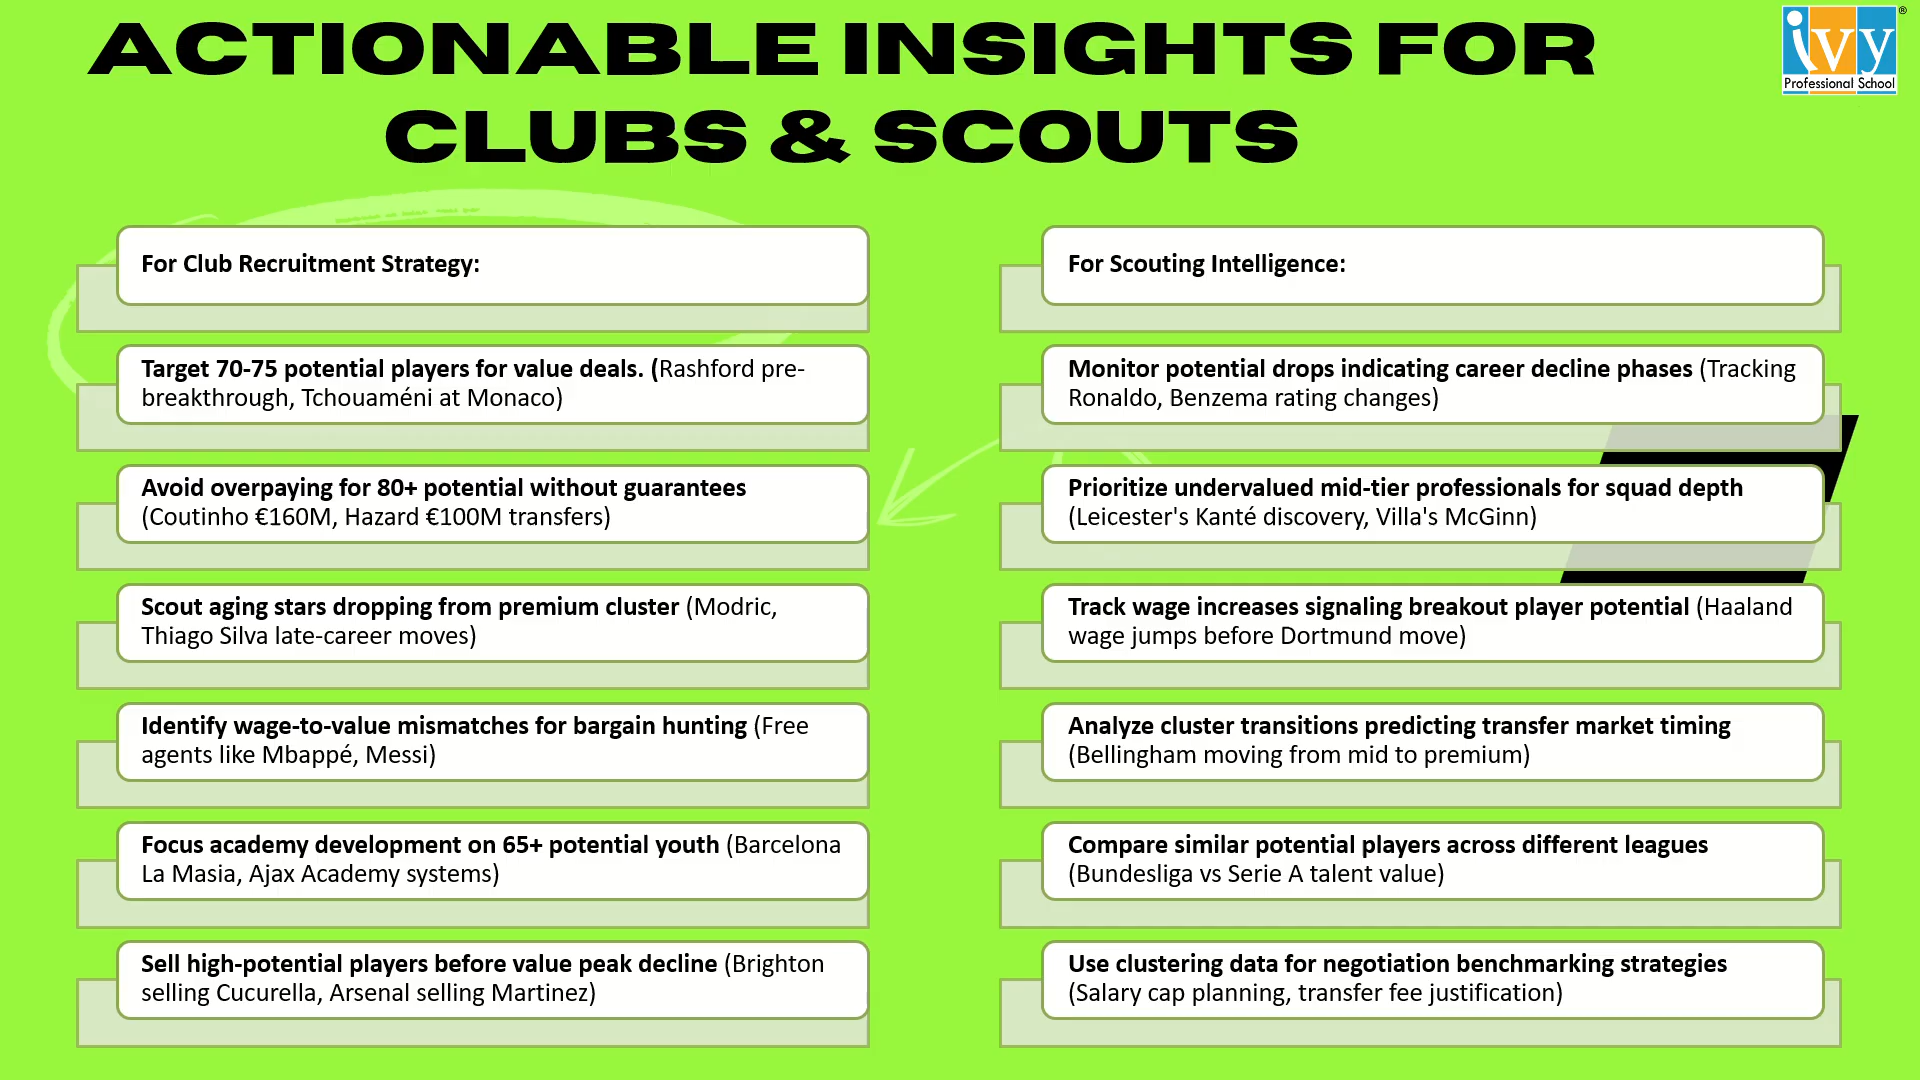 ACTIONABLE INSIGHTS FOR
CLUBS & SCOUTS
ivy
Professional School
®
For Club Recruitment Strategy:
Target 70-75 potential players for value deals. (Rashford pre-
breakthrough, Tchouaméni at Monaco)
Avoid overpaying for 80+ potential without guarantees
(Coutinho €160M, Hazard €100M transfers)
Scout aging stars dropping from premium cluster (Modric,
Thiago Silva late-career moves)
Identify wage-to-value mismatches for bargain hunting (Free
agents like Mbappé, Messi)
Focus academy development on 65+ potential youth (Barcelona
La Masia, Ajax Academy systems)
Sell high-potential players before value peak decline (Brighton
selling Cucurella, Arsenal selling Martinez)
For Scouting Intelligence:
Monitor potential drops indicating career decline phases (Tracking
Ronaldo, Benzema rating changes)
Prioritize undervalued mid-tier professionals for squad depth
(Leicester's Kanté discovery, Villa's McGinn)
Track wage increases signaling breakout player potential (Haaland
wage jumps before Dortmund move)
Analyze cluster transitions predicting transfer market timing
(Bellingham moving from mid to premium)
Compare similar potential players across different leagues
(Bundesliga vs Serie A talent value)
Use clustering data for negotiation benchmarking strategies
(Salary cap planning, transfer fee justification)